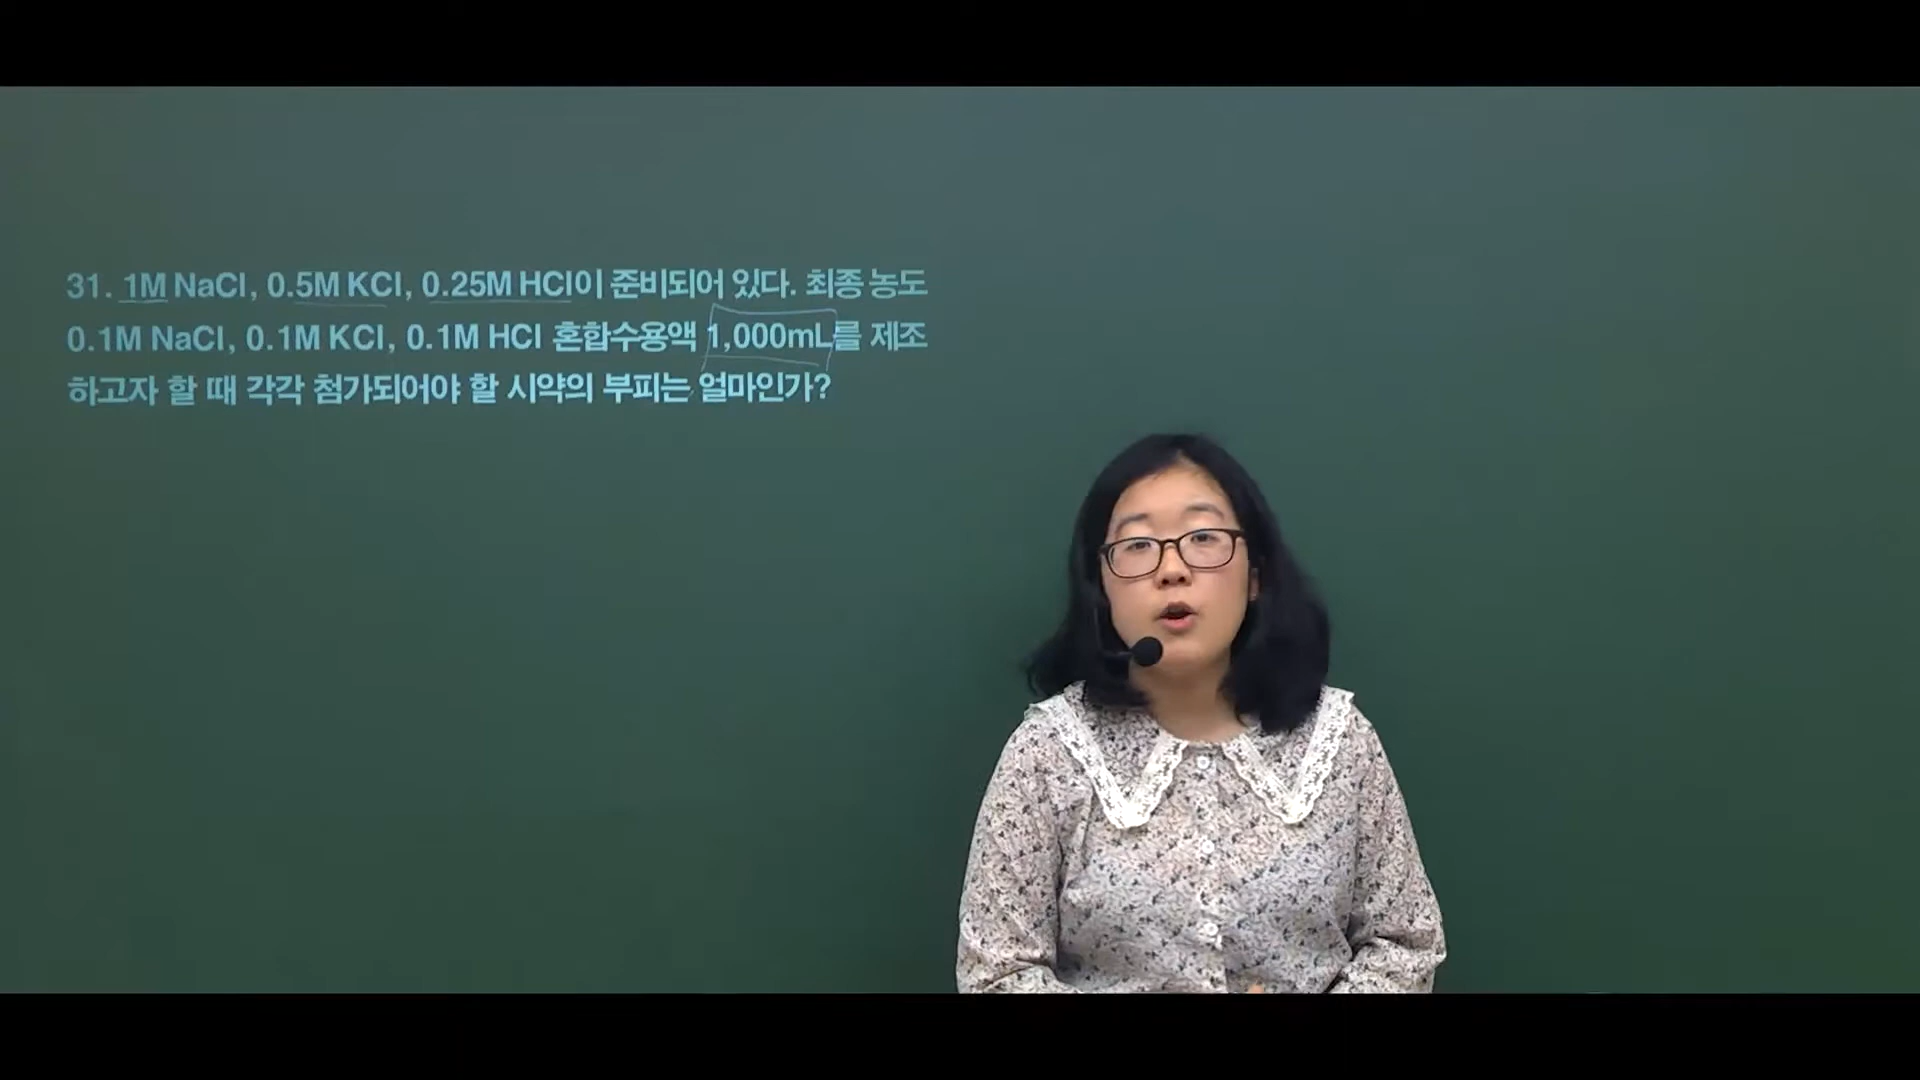 31. 1M NaCl, 0.5M KCl, 0.25M HCl이 준비되어 있다. 최종 농도
0.1M NaCl, 0.1M KCl, 0.1M HCl 혼합수용액 1,000mL를 제조
하고자 할 때 각각 첨가되어야 할 시약의 부피는 얼마인가?